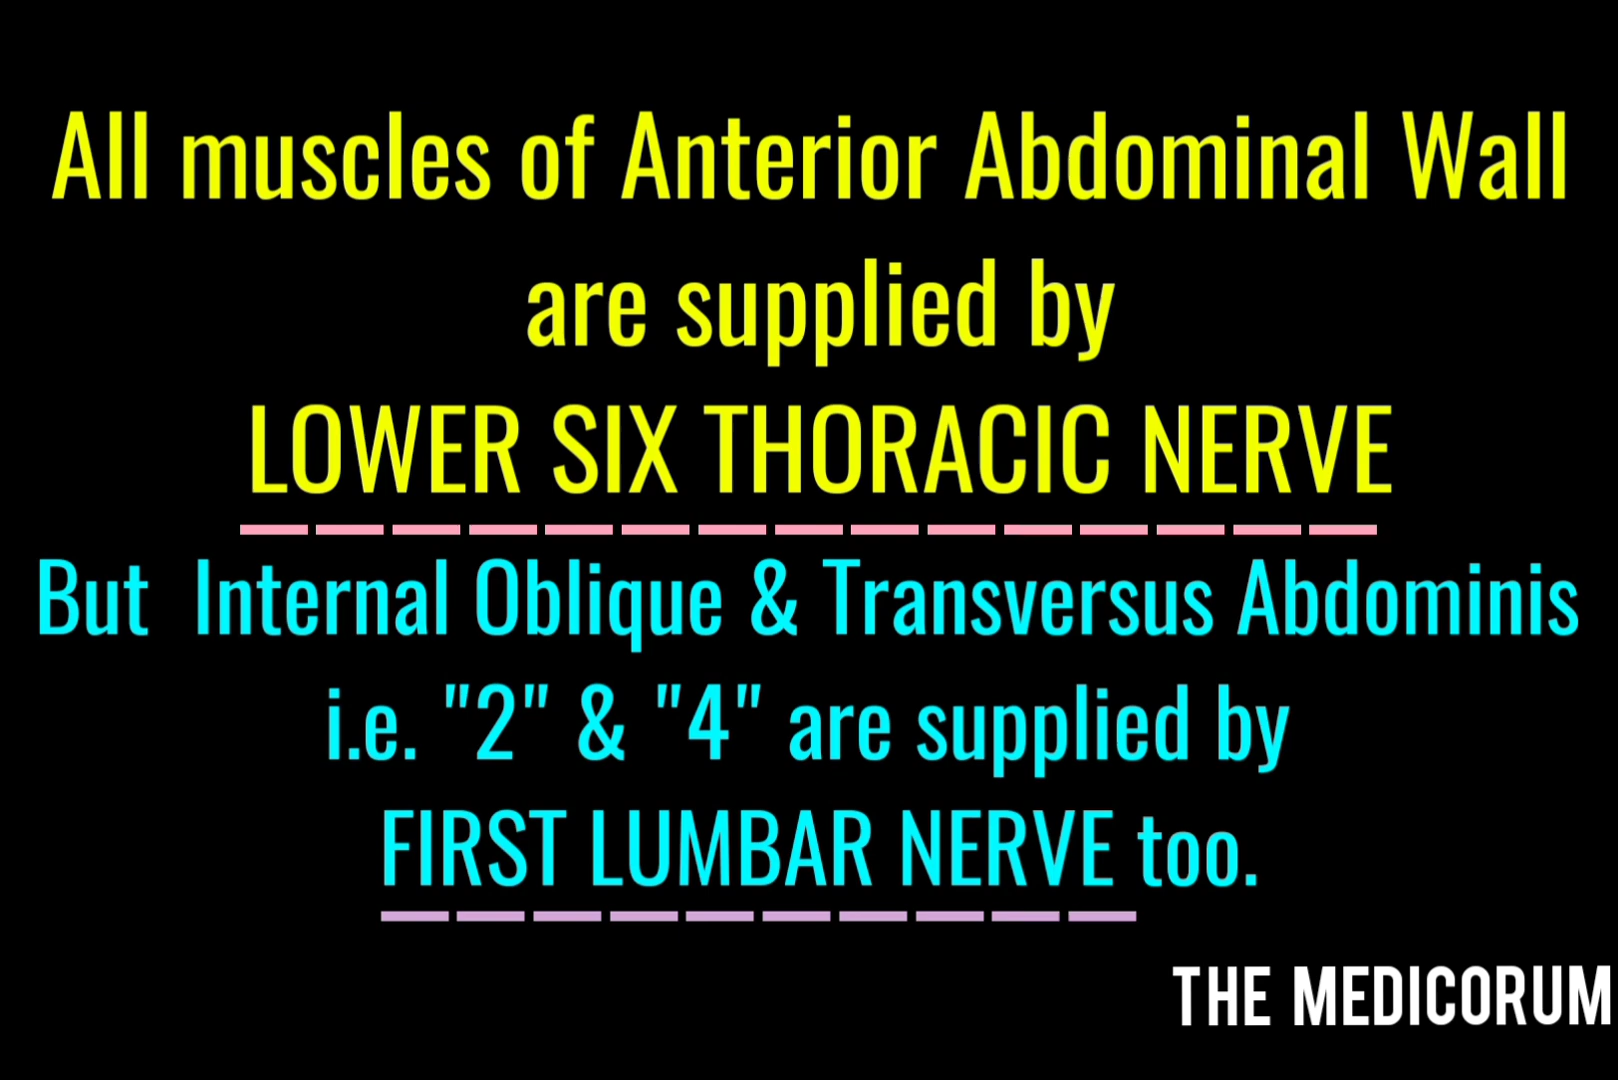 All muscles of Anterior Abdominal Wall
are supplied by
LOWER SIX THORACIC NERVE
But Internal Oblique & Transversus Abdominis
i.e. "2" & "4" are supplied by
FIRST LUMBAR NERVE too.
THE MEDICORUM